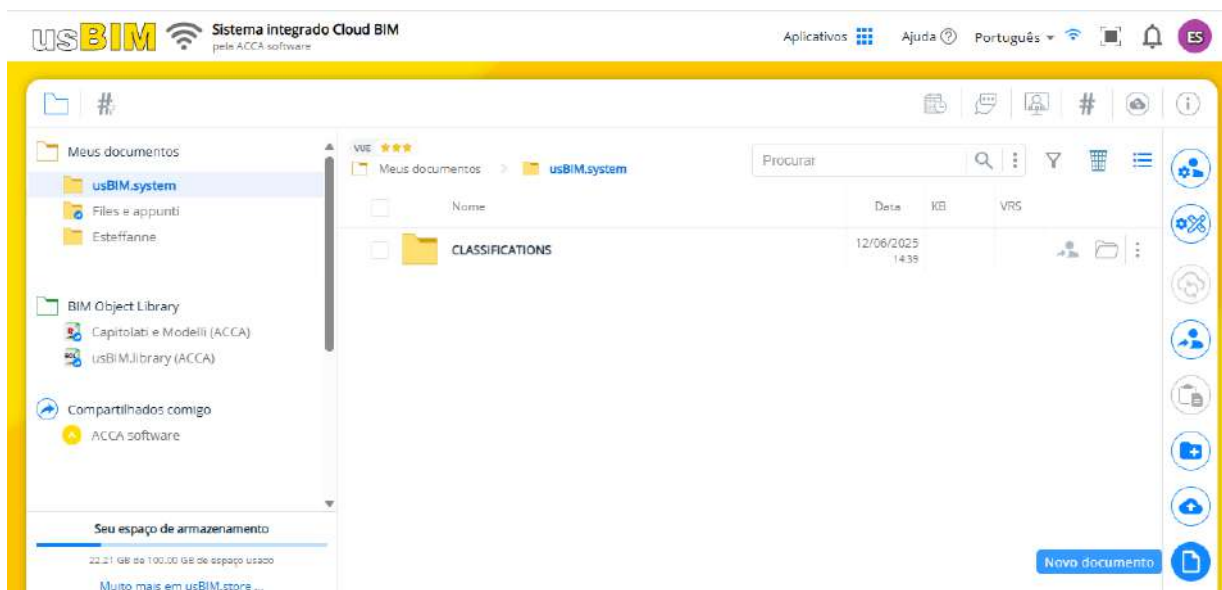 usBIM
Sistema integrado Cloud BIM
pela ACCA software
Aplicativos
Ajuda ?
Português
ES
#
#
i
Meus documentos
usBIM.system
Files e appunti
Esteffanne
BIM Object Library
Capitolati e Modelli (ACCA)
usBIM.library (ACCA)
Compartilhados comigo
ACCA software
Seu espaço de armazenamento
22.21 GB de 100.00 GB de espaço usado
Muito mais em usBIM.store ...
VUE
Meus documentos > usBIM.system
Procurar
Nome Data KB VRS
CLASSIFICATIONS 12/06/2025
14:39
Novo documento